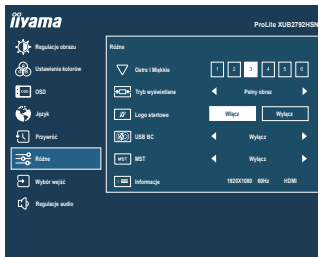 iiyama
ProLite XUB2792HSN
Regulacje obrazu
Ustawienia kolorów
OSD
OSD
Język
Przywróć
Różne
Wybór wejść
Regulacje audio
Różne
Ostre i Miękkie 1 2 3 4 5 6
Tryb wyświetlana Pełny obraz
Logo startowe Włącz Wyłącz
USB BC Wyłącz
MST MST Wyłącz
Informacje 1920X1080 60Hz HDMI